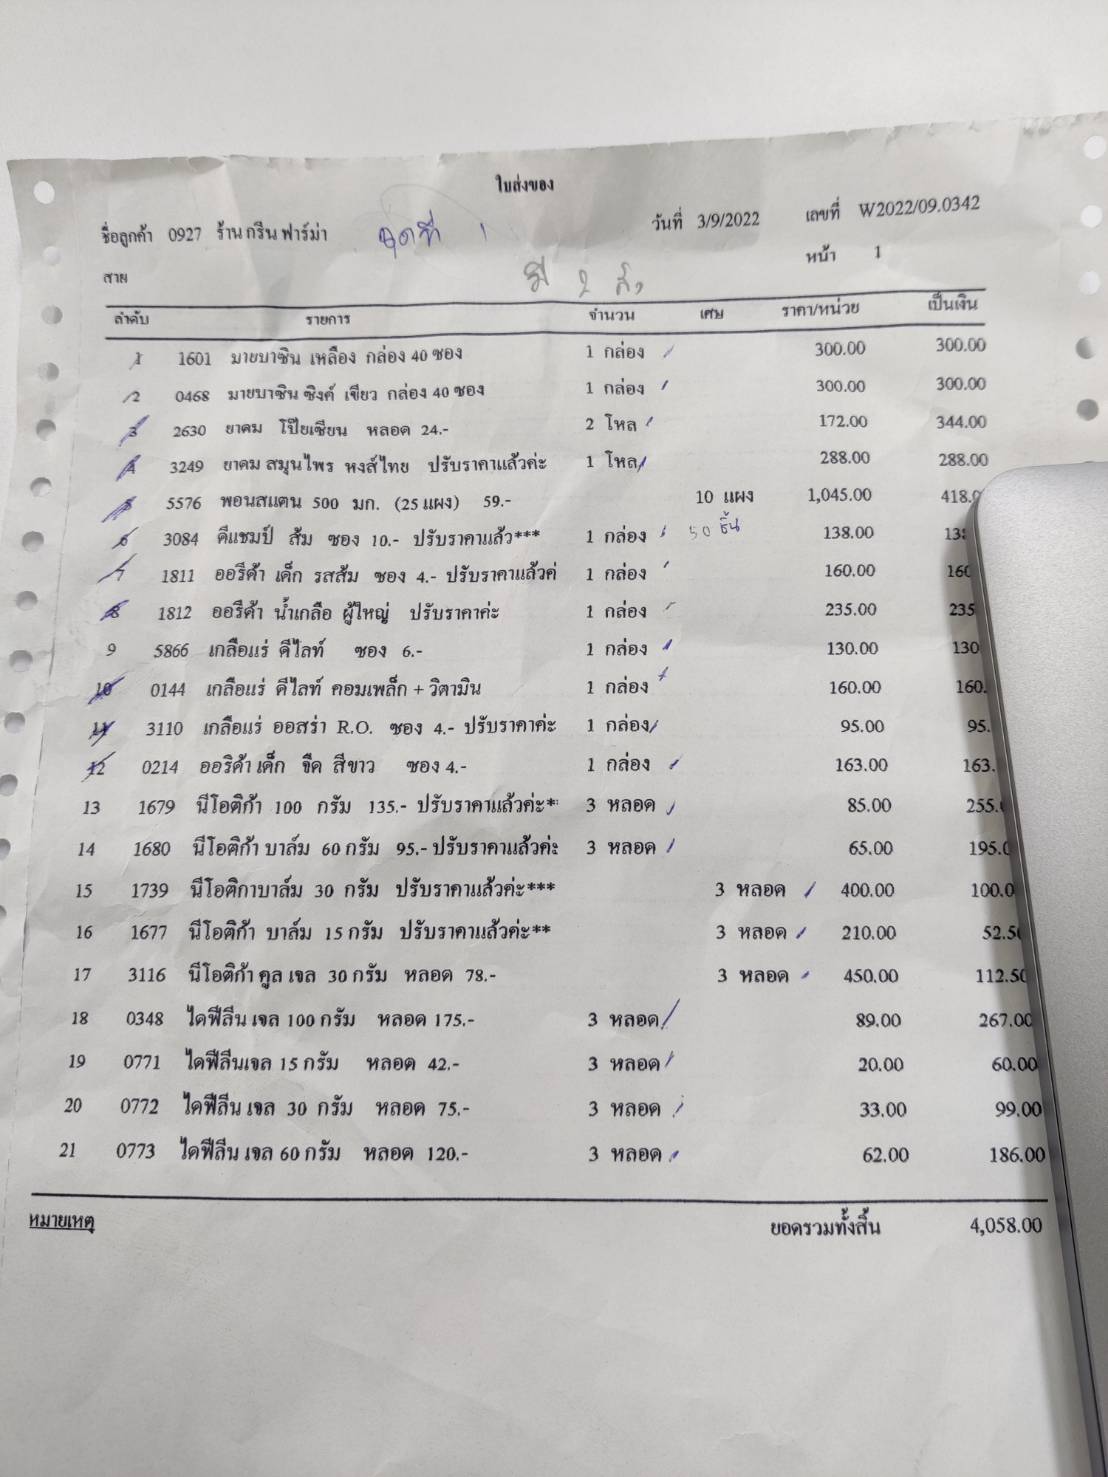 ใบส่งของ
ชื่อลูกค้า 0927 ร้าน กรีน ฟาร์ม่า ชุดที่ 1 วันที่ 3/9/2022 เลขที่ W2022/09.0342
หน้า 1
สาย มี 2 ลัง
ลำดับ รายการ จำนวน เศษ ราคา/หน่วย เป็นเงิน
1 1601 มายบาซิน เหลือง กล่อง 40 ซอง 1 กล่อง 300.00 300.00
2 0468 มายบาซิน ซิงค์ เขียว กล่อง 40 ซอง 1 กล่อง 300.00 300.00
3 2630 ยาดม โป๊ยเซียน หลอด 24.- 2 โหล 172.00 344.00
4 3249 ยาดม สมุนไพร หงส์ไทย ปรับราคาแล้วค่ะ 1 โหล 288.00 288.00
5 5576 พอนสแตน 500 มก. (25 แผง) 59.- 10 แผง 1,045.00 418.0
6 3084 ดีแชมป์ ส้ม ซอง 10.- ปรับราคาแล้ว*** 1 กล่อง 50 ชิ้น 138.00 138
7 1811 ออรีด้า เด็ก รสส้ม ซอง 4.- ปรับราคาแล้วค่ 1 กล่อง 160.00 160
8 1812 ออรีด้า น้ำเกลือ ผู้ใหญ่ ปรับราคาค่ะ 1 กล่อง 235.00 235
9 5866 เกลือแร่ ดีไลท์ ซอง 6.- 1 กล่อง 130.00 130
10 0144 เกลือแร่ ดีไลท์ คอมเพล็ก + วิตามิน 1 กล่อง 160.00 160.
11 3110 เกลือแร่ ออสร่า R.O. ซอง 4.- ปรับราคาค่ะ 1 กล่อง 95.00 95.
12 0214 ออริด้า เด็ก จืด สีขาว ซอง 4.- 1 กล่อง 163.00 163.
13 1679 นีโอติก้า 100 กรัม 135.- ปรับราคาแล้วค่ะ* 3 หลอด 85.00 255.
14 1680 นีโอติก้า บาล์ม 60 กรัม 95.- ปรับราคาแล้วค่ะ 3 หลอด 65.00 195.0
15 1739 นีโอติกาบาล์ม 30 กรัม ปรับราคาแล้วค่ะ*** 3 หลอด 400.00 100.0
16 1677 นีโอติก้า บาล์ม 15 กรัม ปรับราคาแล้วค่ะ** 3 หลอด 210.00 52.50
17 3116 นีโอติก้า คูล เจล 30 กรัม หลอด 78.- 3 หลอด 450.00 112.50
18 0348 ไดฟีลีน เจล 100 กรัม หลอด 175.- 3 หลอด 89.00 267.00
19 0771 ไดฟีลีนเจล 15 กรัม หลอด 42.- 3 หลอด 20.00 60.00
20 0772 ไดฟีลีน เจล 30 กรัม หลอด 75.- 3 หลอด 33.00 99.00
21 0773 ไดฟีลีน เจล 60 กรัม หลอด 120.- 3 หลอด 62.00 186.00
หมายเหตุ ยอดรวมทั้งสิ้น 4,058.00